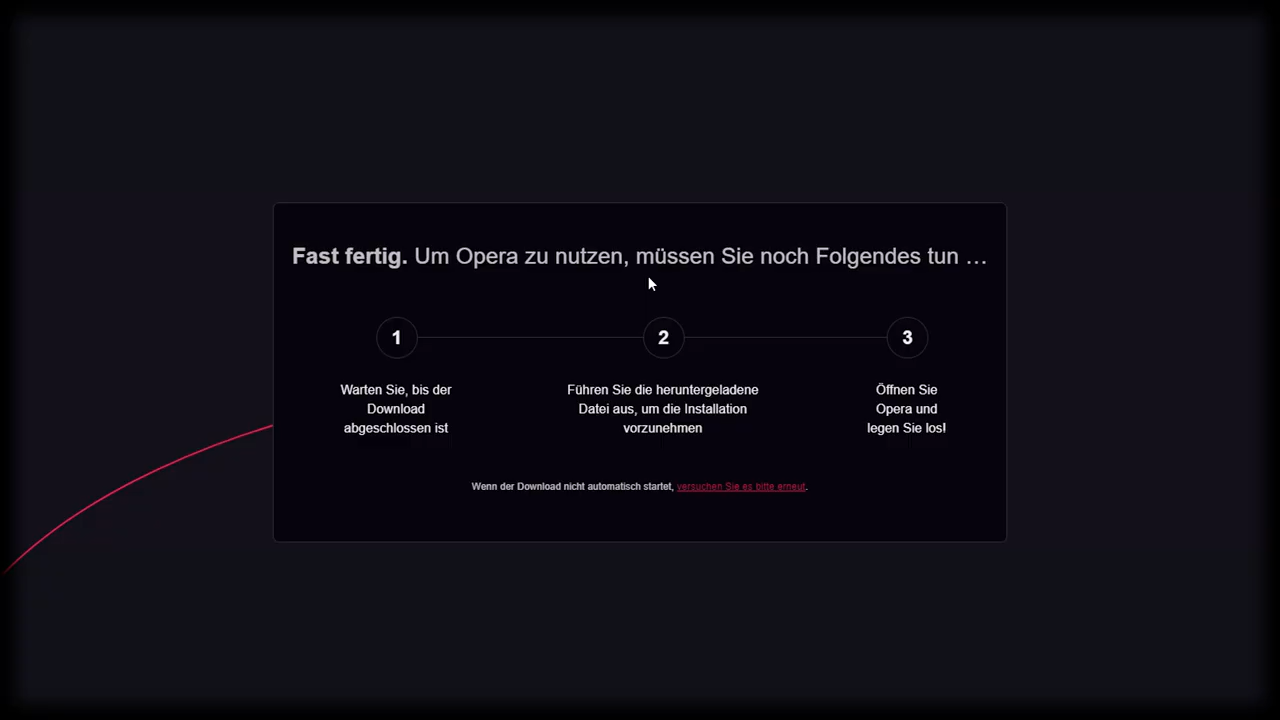 Fast fertig. Um Opera zu nutzen, müssen Sie noch Folgendes tun …
1
2
3
Warten Sie, bis der
Download
abgeschlossen ist
Führen Sie die heruntergeladene
Datei aus, um die Installation
vorzunehmen
Öffnen Sie
Opera und
legen Sie los!
Wenn der Download nicht automatisch startet, versuchen Sie es bitte erneut.